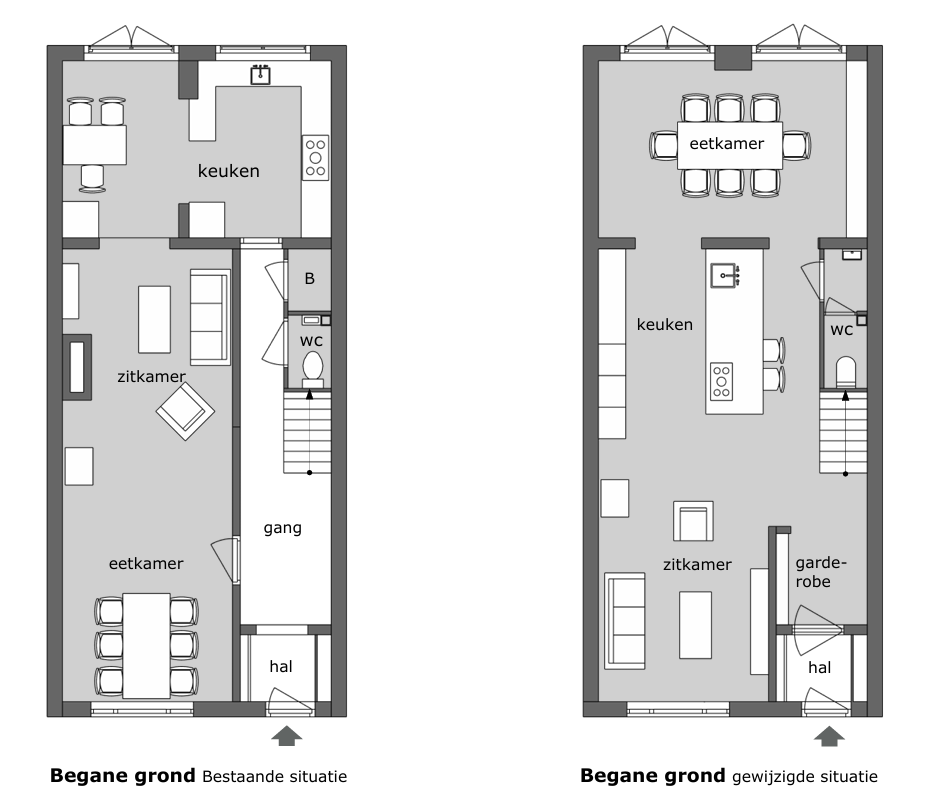 keuken
B
wc
zitkamer
gang
eetkamer
hal
Begane grond Bestaande situatie
eetkamer
keuken
wc
zitkamer
garde-
robe
hal
Begane grond gewijzigde situatie